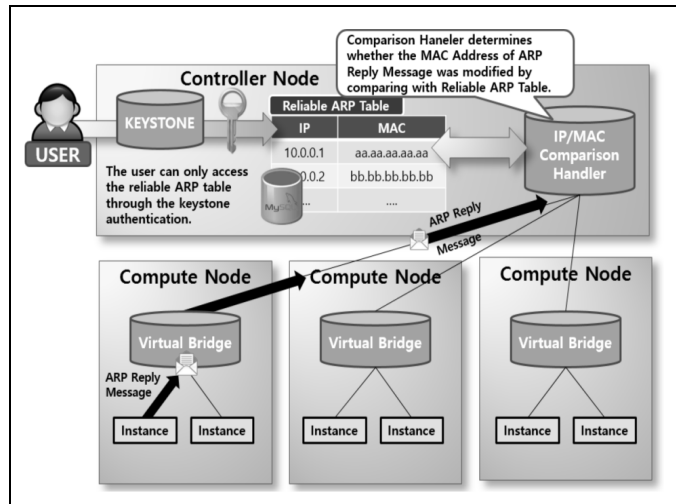 Comparison Haneler determines
whether the MAC Address of ARP
Reply Message was modified by
comparing with Reliable ARP Table.
Controller Node
Reliable ARP Table
KEYSTONE
IP MAC
USER
10.0.0.1 aa.aa.aa.aa.aa
.0.0.2 bb.bb.bb.bb.bb
.... ....
IP/MAC
Comparison
Handler
The user can only access
the reliable ARP table
through the keystone
authentication.
ARP Reply
Message
Compute Node
Virtual Bridge
ARP Reply
Message
Instance Instance
Compute Node
Virtual Bridge
Instance Instance
Compute Node
Virtual Bridge
Instance Instance